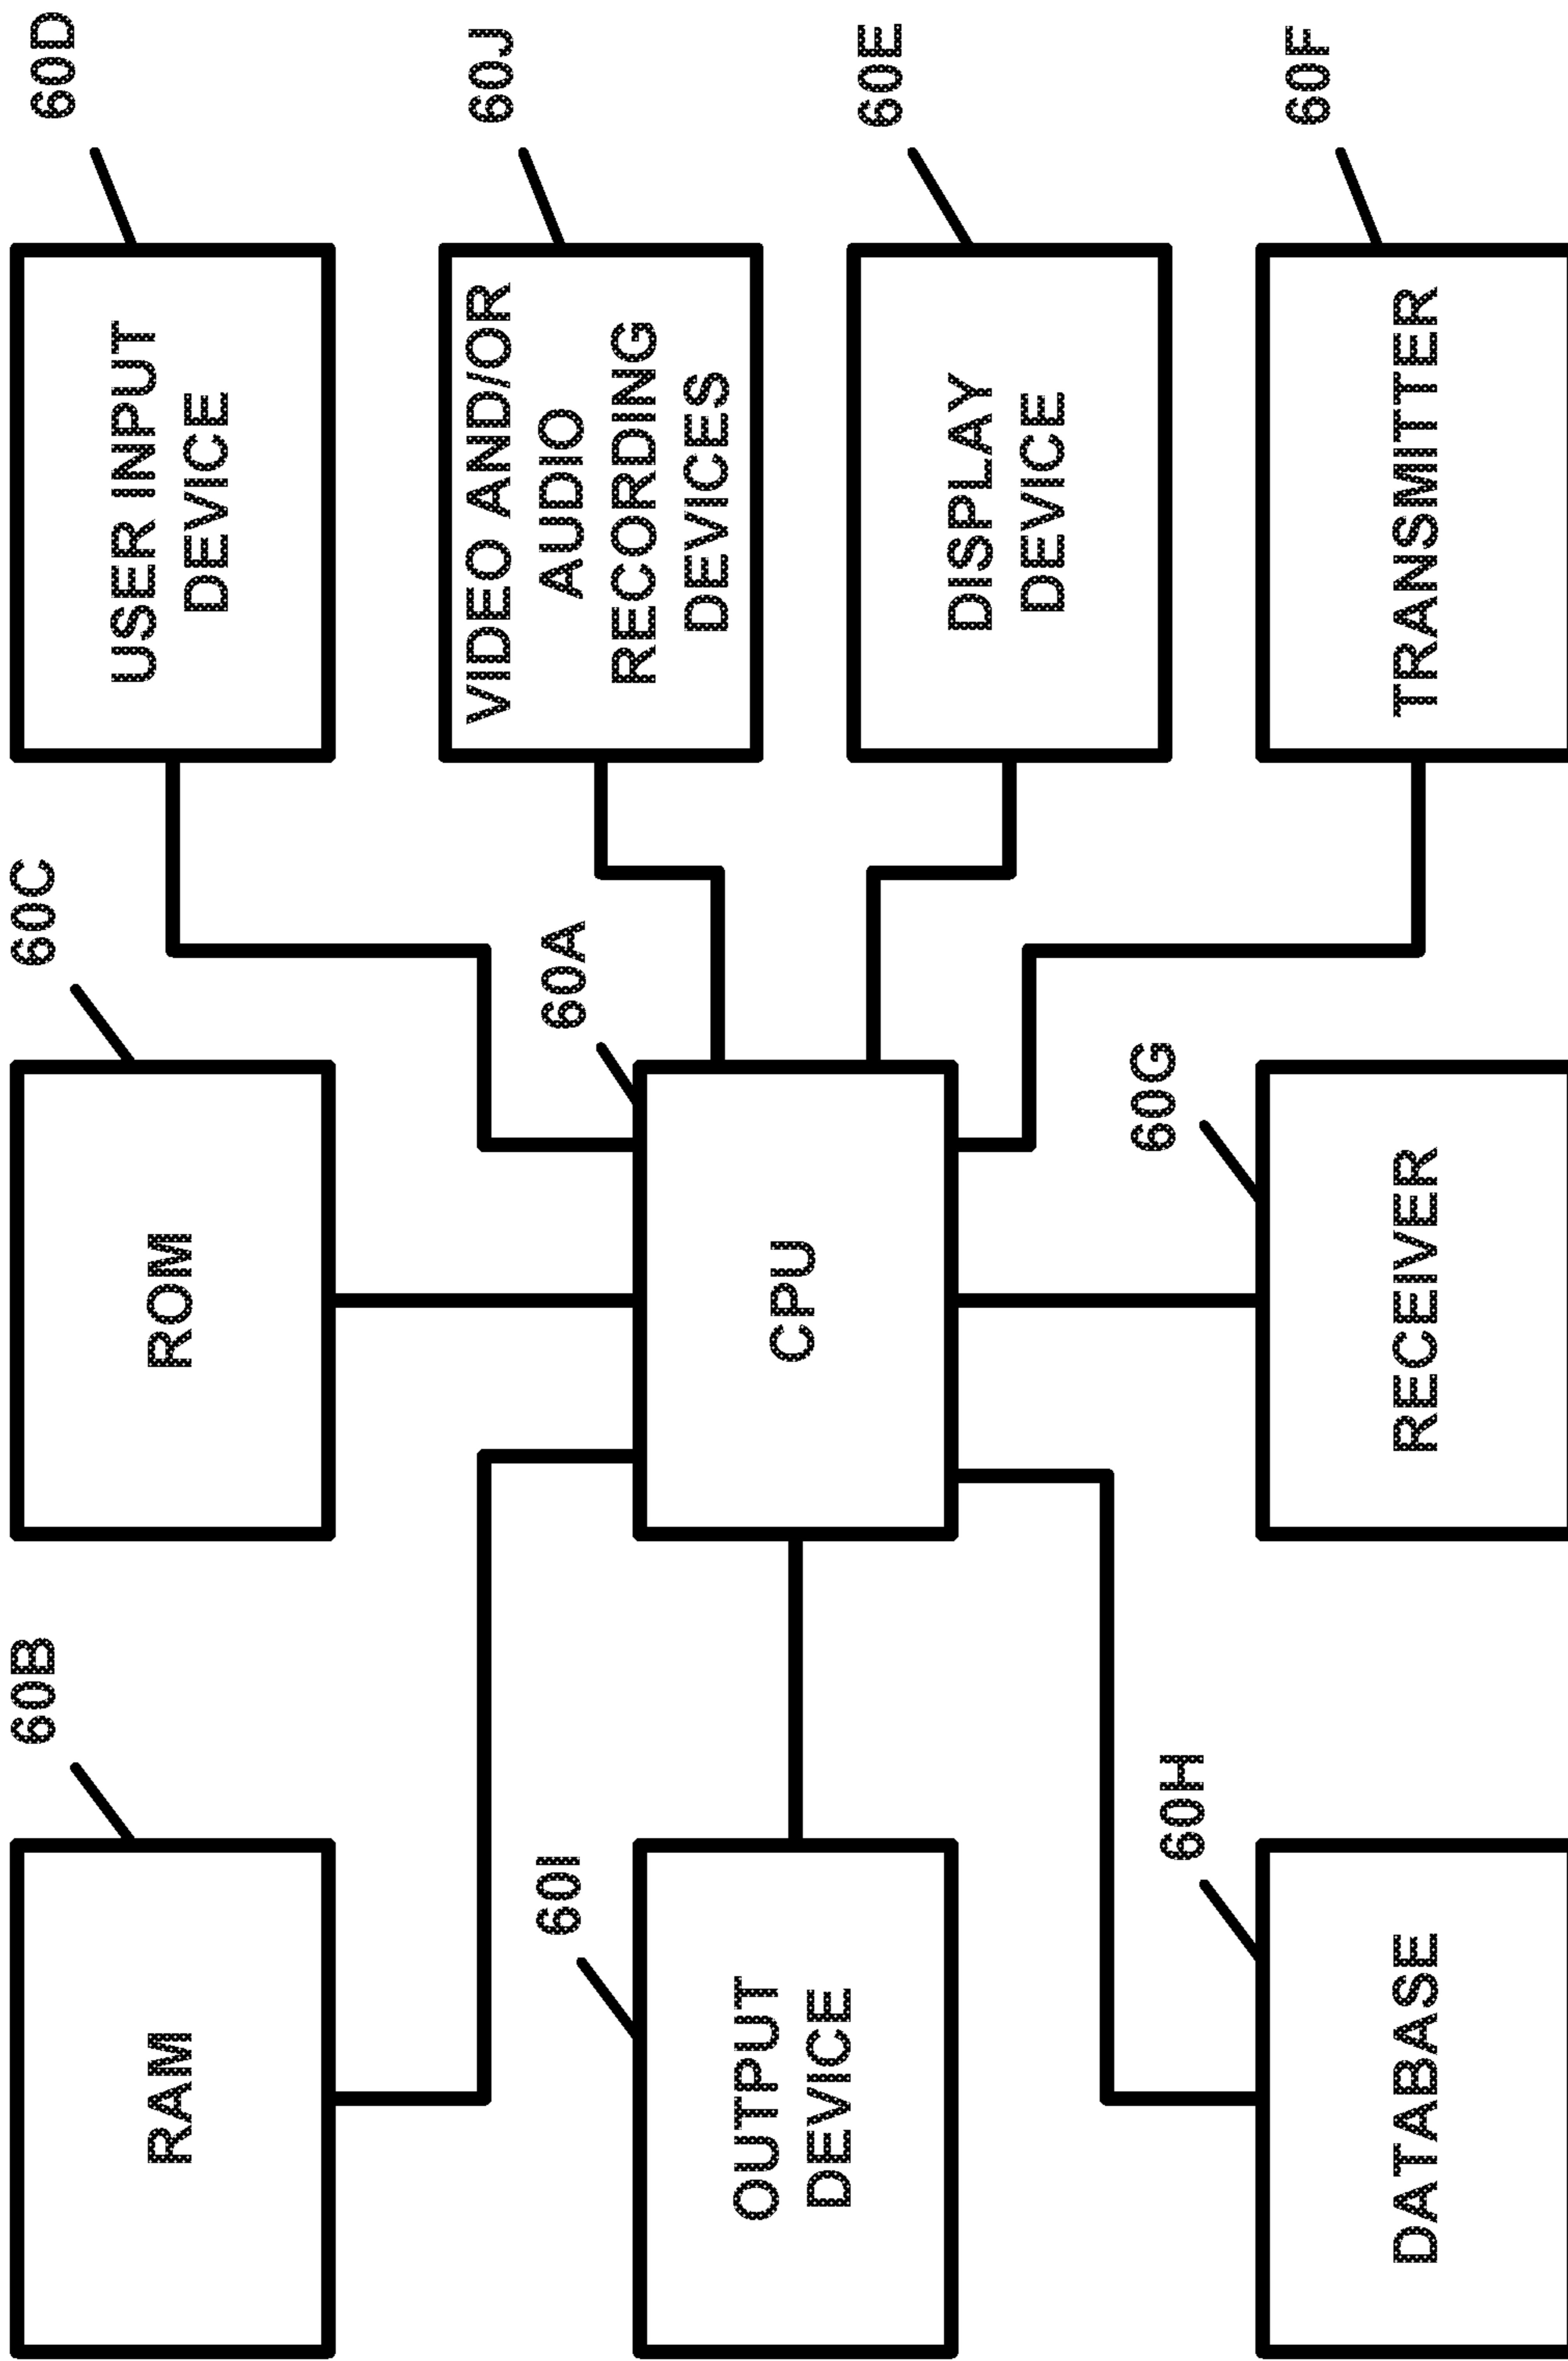 60B
RAM
60C
ROM
60D
USER INPUT
DEVICE
60J
VIDEO AND/OR
AUDIO
RECORDING
DEVICES
60I
OUTPUT
DEVICE
60A
CPU
60E
DISPLAY
DEVICE
60H
DATABASE
60G
RECEIVER
60F
TRANSMITTER